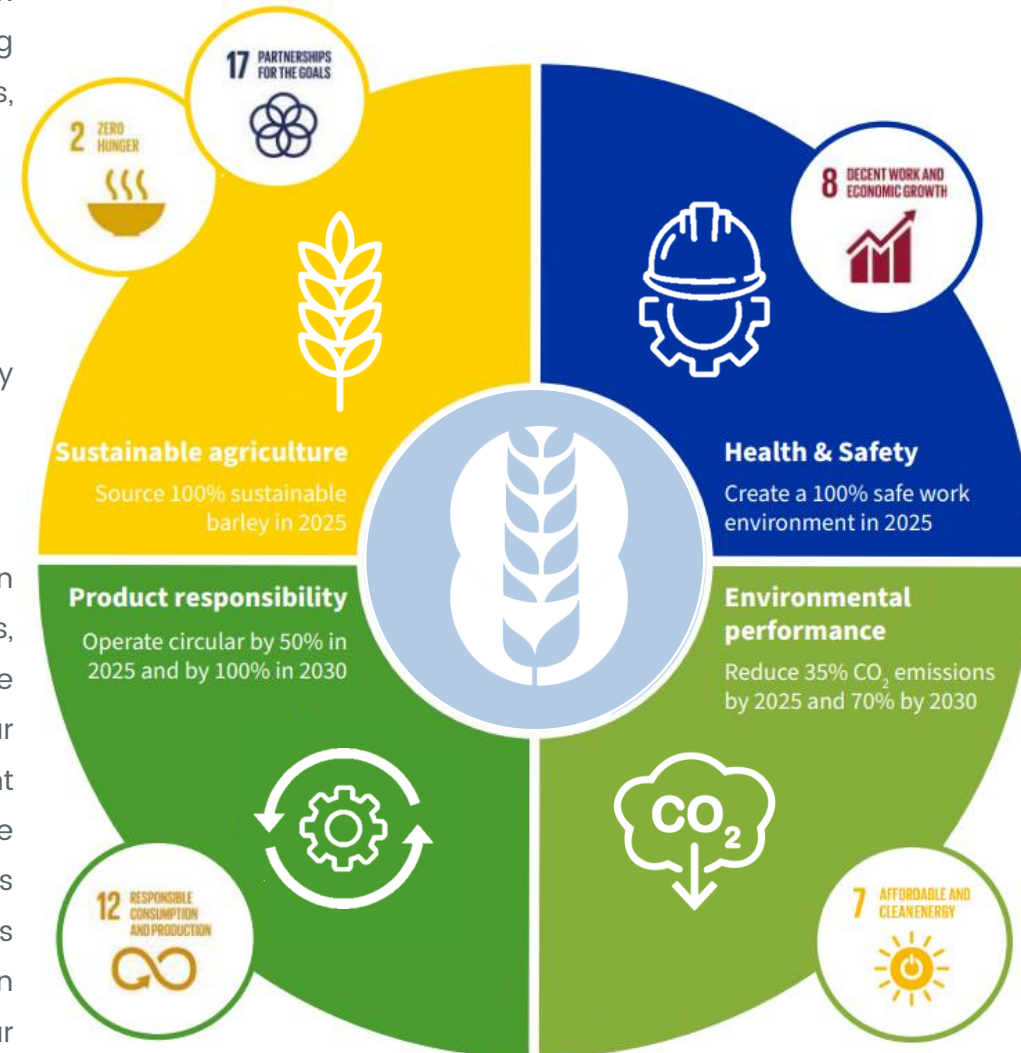 17 PARTNERSHIPS
FOR THE GOALS
2 ZERO
HUNGER
Sustainable agriculture
Source 100% sustainable
barley in 2025
8 DECENT WORK AND
ECONOMIC GROWTH
Health & Safety
Create a 100% safe work
environment in 2025
Product responsibility
Operate circular by 50% in
2025 and by 100% in 2030
12 RESPONSIBLE
CONSUMPTION
AND PRODUCTION
Environmental
performance
Reduce 35% CO₂ emissions
by 2025 and 70% by 2030
CO₂
7 AFFORDABLE AND
CLEAN ENERGY